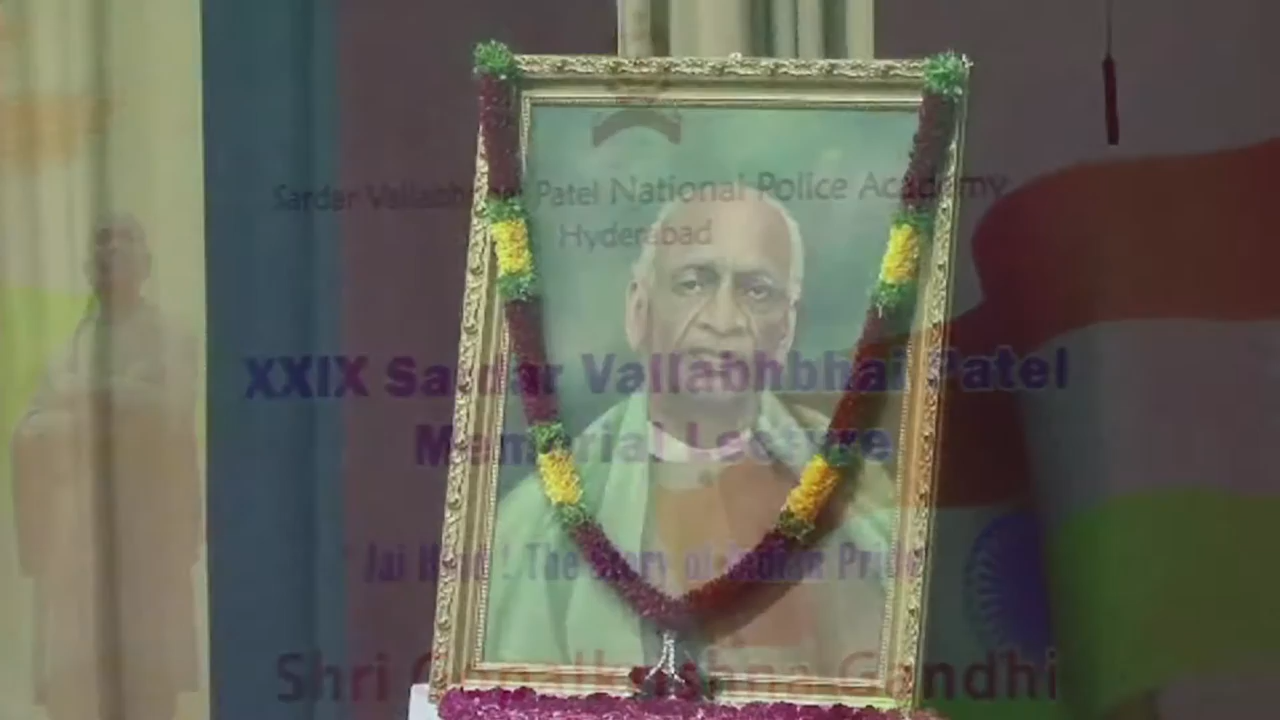 Sardar Vallabhbhai Patel National Police Academy
Hyderabad
XXIX Sardar Vallabhbhai Patel
Memorial Lecture
Jai Hind ! The Story of Indian Pride
Shri Gopalkrishna Gandhi